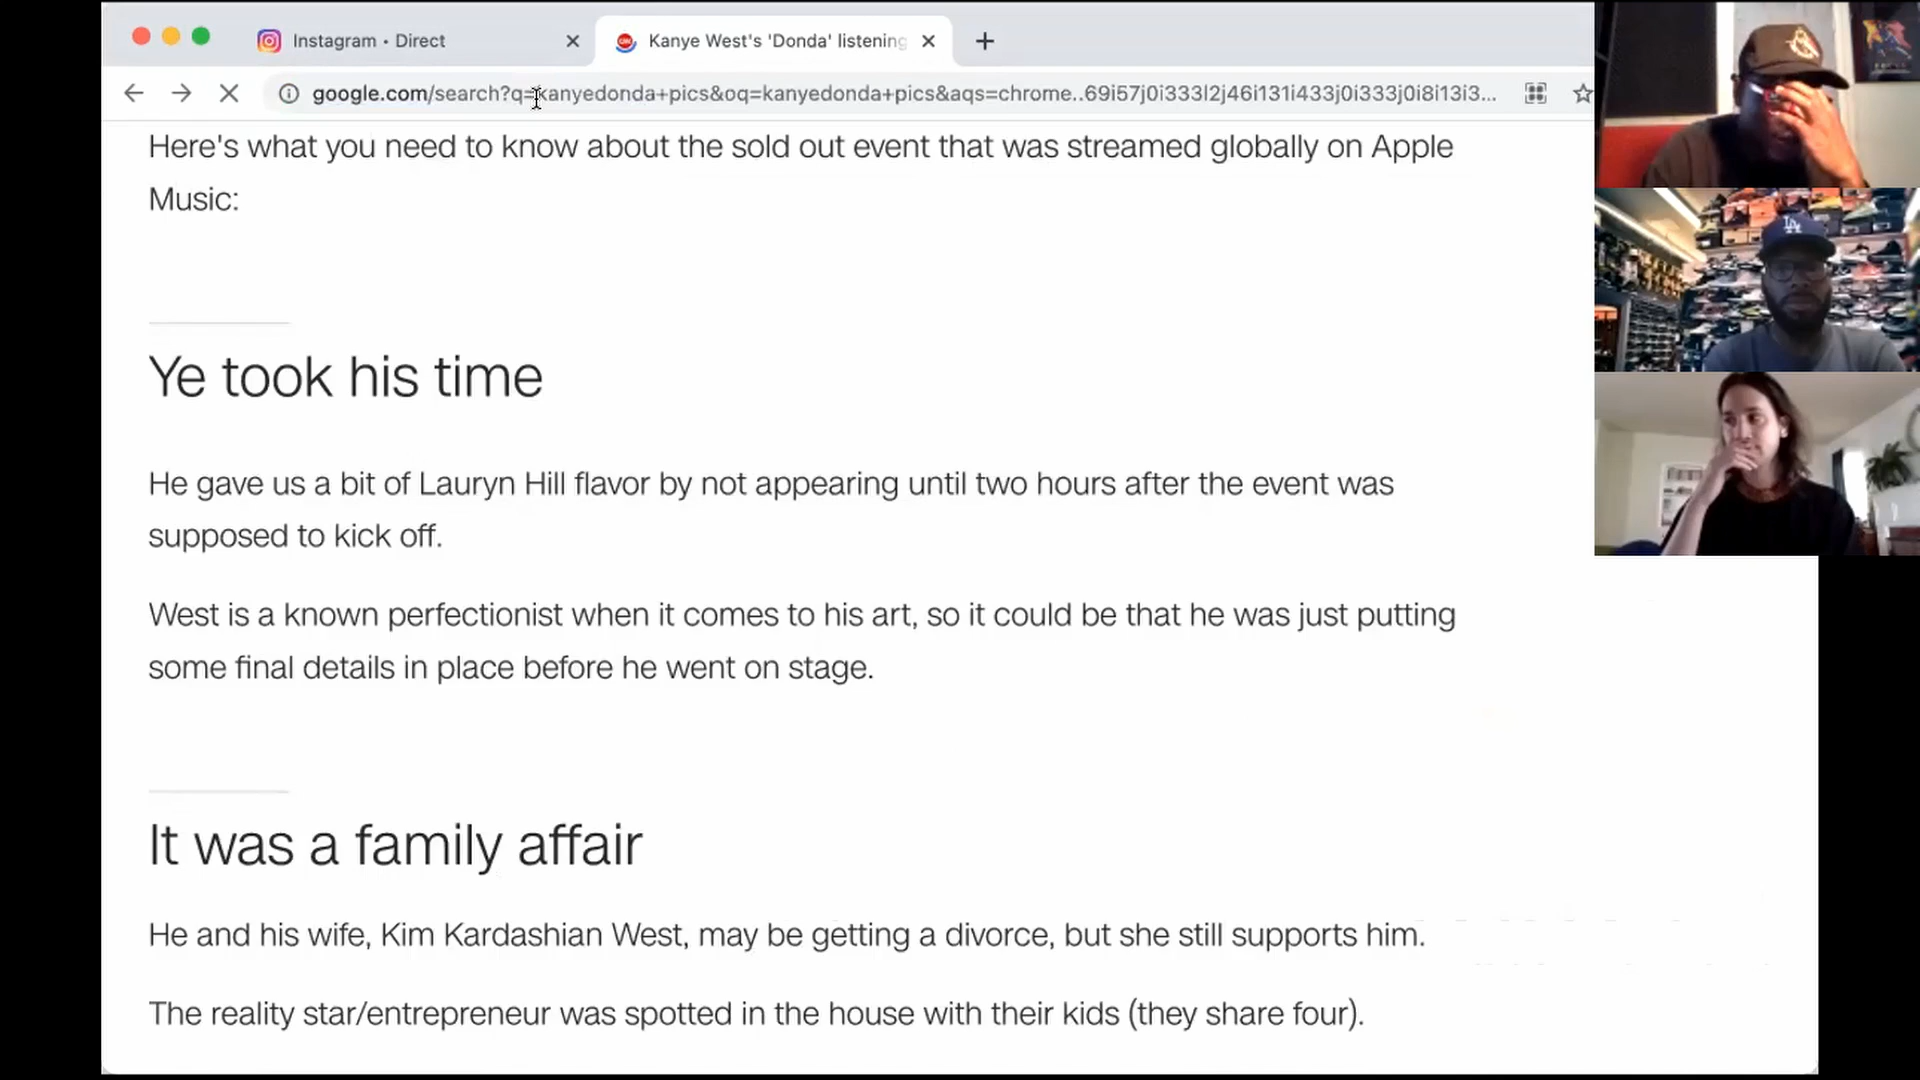 Instagram • Direct
Kanye West's 'Donda' listening
google.com/search?q=kanyedonda+pics&oq=kanyedonda+pics&aqs=chrome..69i57j0i333l2j46i131i433j0i333j0i8i13i3...
Here's what you need to know about the sold out event that was streamed globally on Apple
Music:
Ye took his time
He gave us a bit of Lauryn Hill flavor by not appearing until two hours after the event was
supposed to kick off.
West is a known perfectionist when it comes to his art, so it could be that he was just putting
some final details in place before he went on stage.
It was a family affair
He and his wife, Kim Kardashian West, may be getting a divorce, but she still supports him.
The reality star/entrepreneur was spotted in the house with their kids (they share four).
LA